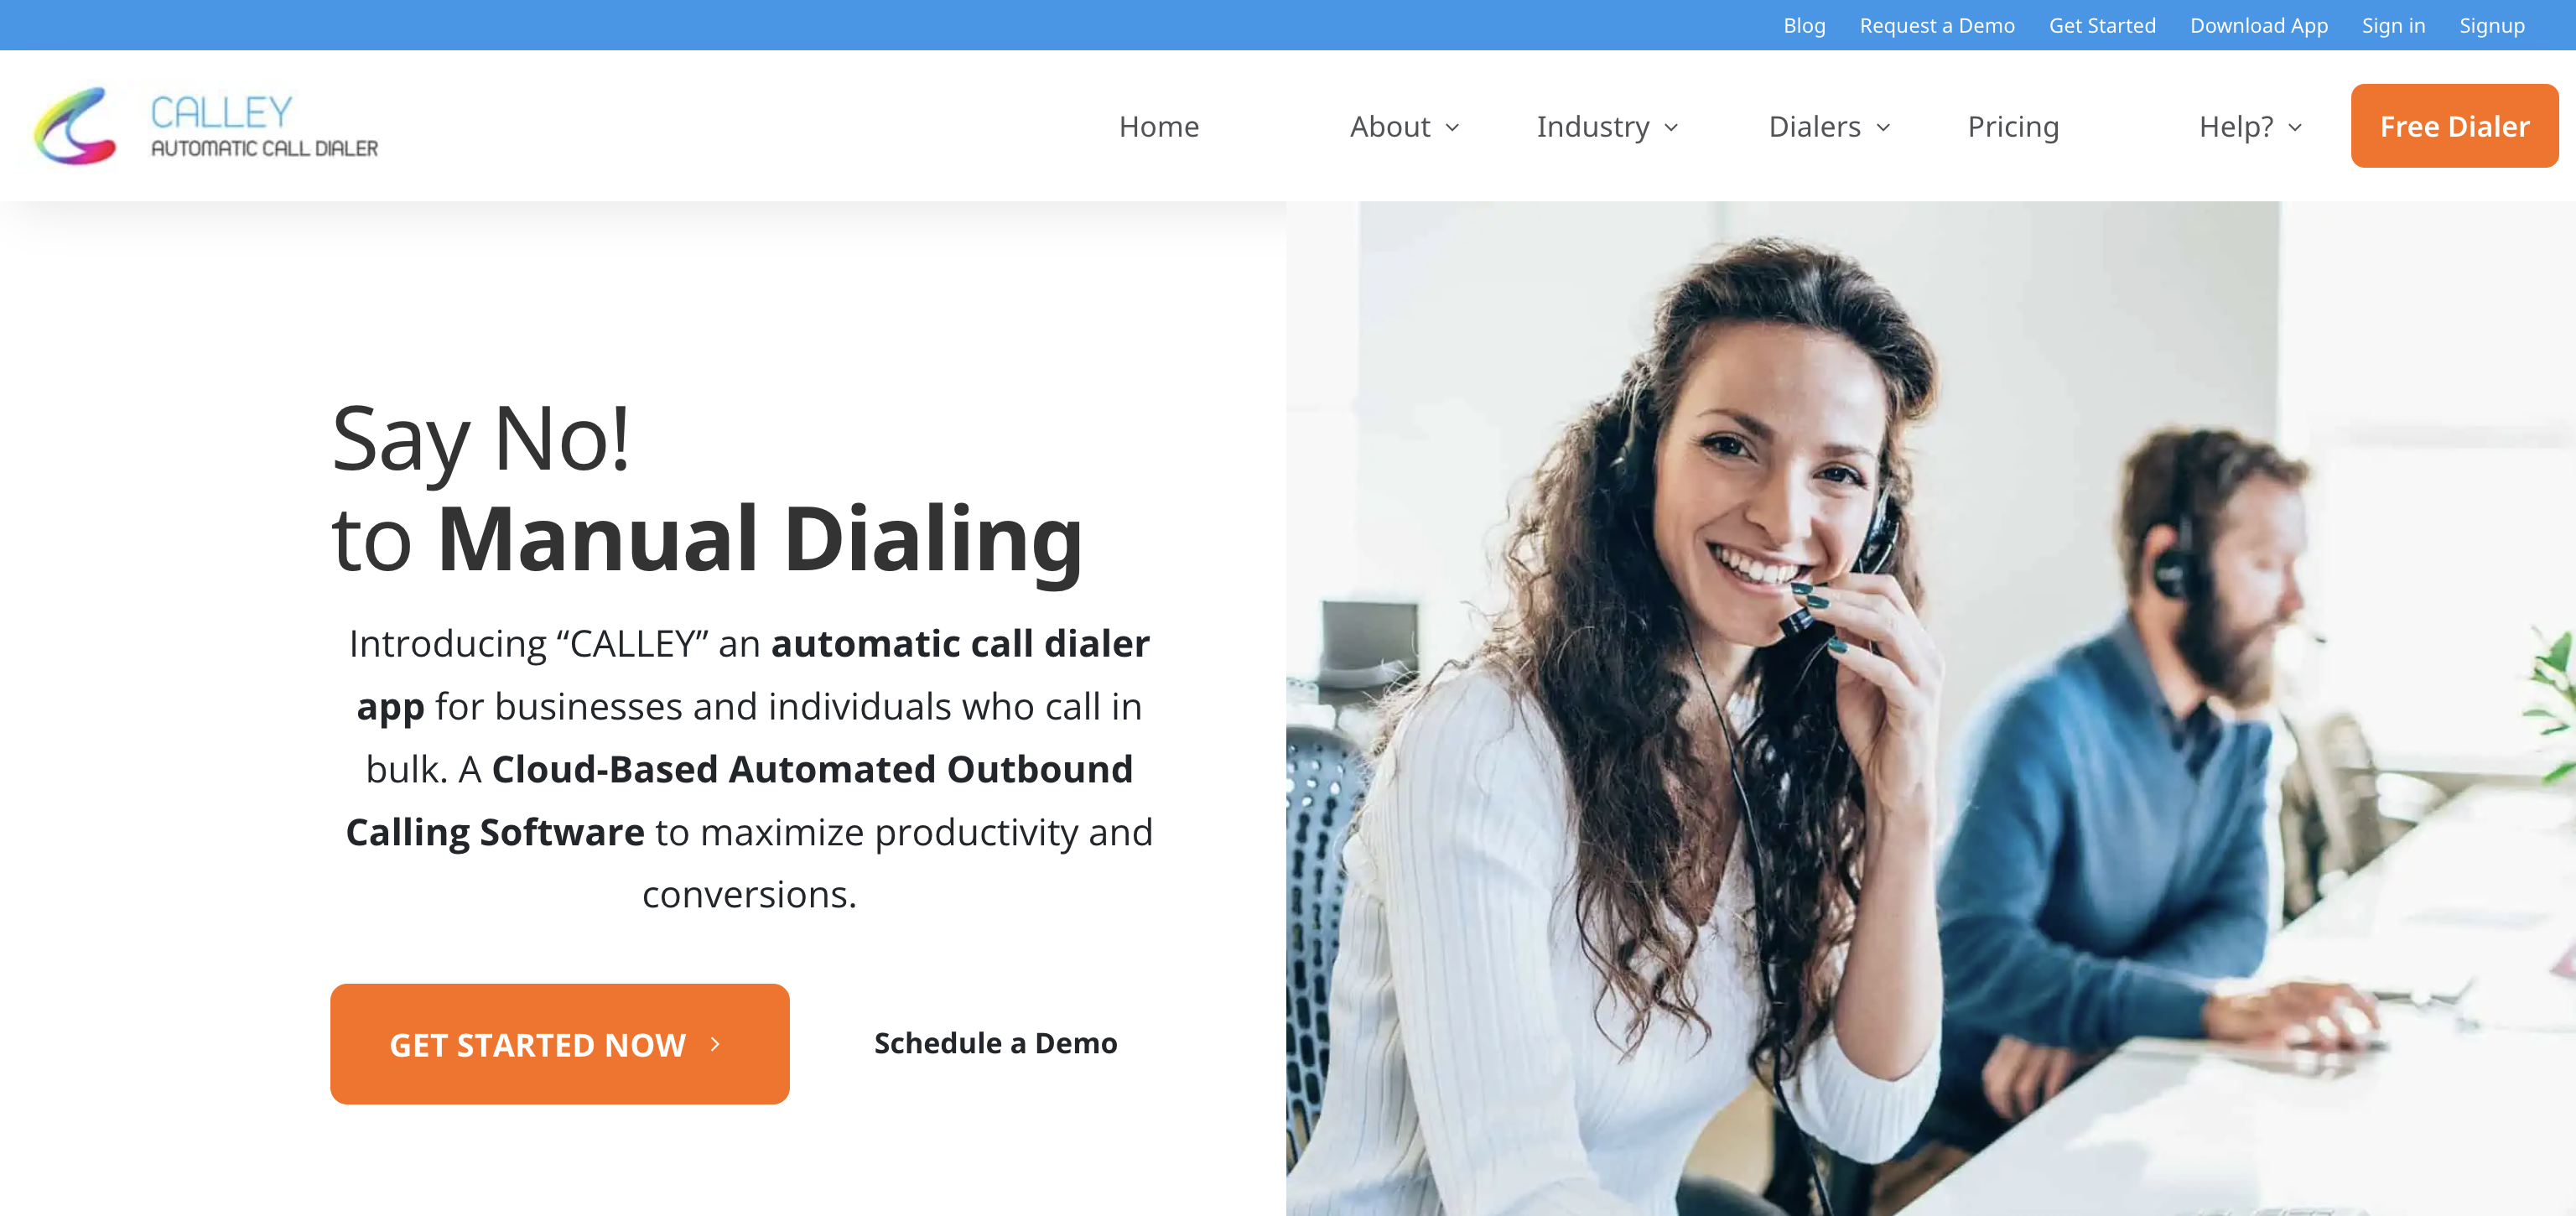 Blog Request a Demo Get Started Download App Sign in Signup
CALLEY
AUTOMATIC CALL DIALER
Home About Industry Dialers Pricing Help? Free Dialer
Say No!
to Manual Dialing
Introducing “CALLEY” an automatic call dialer
app for businesses and individuals who call in
bulk. A Cloud-Based Automated Outbound
Calling Software to maximize productivity and
conversions.
GET STARTED NOW
Schedule a Demo